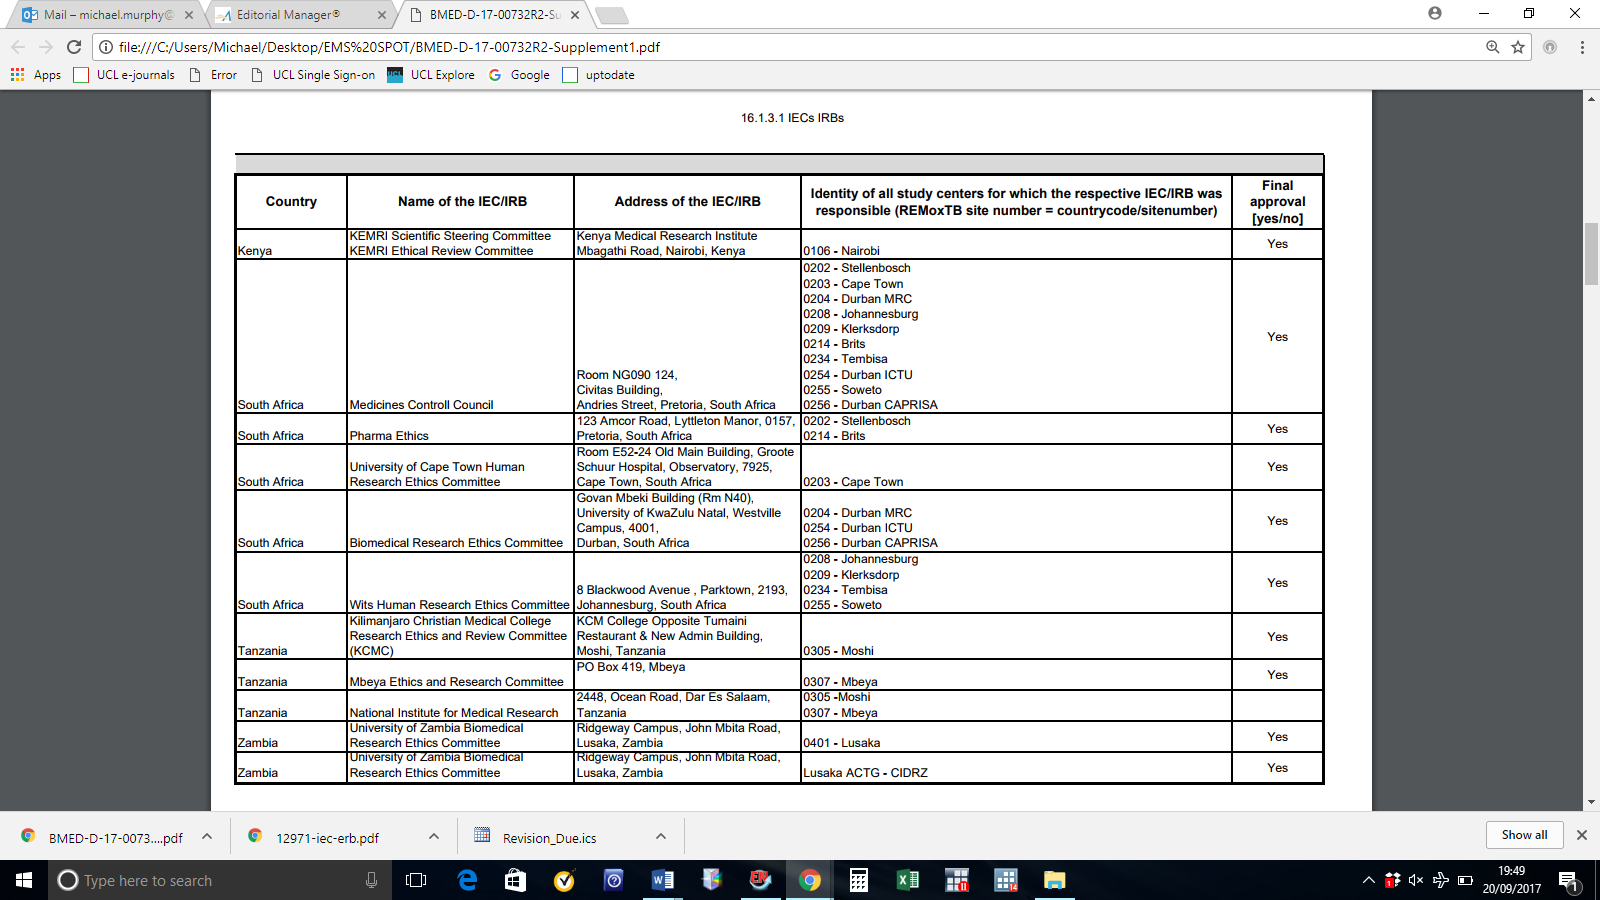 Mail – michael.murphy@
Editorial Manager®
BMED-D-17-00732R2-Su
file:///C:/Users/Michael/Desktop/EMS%20SPOT/BMED-D-17-00732R2-Supplement1.pdf
Apps
UCL e-journals
Error
UCL Single Sign-on
UCL Explore
Google
uptodate
16.1.3.1 IECs IRBs
Country
Name of the IEC/IRB
Address of the IEC/IRB
Identity of all study centers for which the respective IEC/IRB was
responsible (REMoxTB site number = countrycode/sitenumber)
Final
approval
[yes/no]
Kenya
KEMRI Scientific Steering Committee
KEMRI Ethical Review Committee
Kenya Medical Research Institute
Mbagathi Road, Nairobi, Kenya
0106 - Nairobi
Yes
South Africa
Medicines Controll Council
Room NG090 124,
Civitas Building,
Andries Street, Pretoria, South Africa
0202 - Stellenbosch
0203 - Cape Town
0204 - Durban MRC
0208 - Johannesburg
0209 - Klerksdorp
0214 - Brits
0234 - Tembisa
0254 - Durban ICTU
0255 - Soweto
0256 - Durban CAPRISA
Yes
South Africa
Pharma Ethics
123 Amcor Road, Lyttleton Manor, 0157,
Pretoria, South Africa
0202 - Stellenbosch
0214 - Brits
Yes
South Africa
University of Cape Town Human
Research Ethics Committee
Room E52-24 Old Main Building, Groote
Schuur Hospital, Observatory, 7925,
Cape Town, South Africa
0203 - Cape Town
Yes
South Africa
Biomedical Research Ethics Committee
Govan Mbeki Building (Rm N40),
University of KwaZulu Natal, Westville
Campus, 4001,
Durban, South Africa
0204 - Durban MRC
0254 - Durban ICTU
0256 - Durban CAPRISA
Yes
South Africa
Wits Human Research Ethics Committee
8 Blackwood Avenue , Parktown, 2193,
Johannesburg, South Africa
0208 - Johannesburg
0209 - Klerksdorp
0234 - Tembisa
0255 - Soweto
Yes
Tanzania
Kilimanjaro Christian Medical College
Research Ethics and Review Committee
(KCMC)
KCM College Opposite Tumaini
Restaurant & New Admin Building,
Moshi, Tanzania
0305 - Moshi
Yes
Tanzania
Mbeya Ethics and Research Committee
PO Box 419, Mbeya
0307 - Mbeya
Yes
Tanzania
National Institute for Medical Research
2448, Ocean Road, Dar Es Salaam,
Tanzania
0305 -Moshi
0307 - Mbeya
Zambia
University of Zambia Biomedical
Research Ethics Committee
Ridgeway Campus, John Mbita Road,
Lusaka, Zambia
0401 - Lusaka
Yes
Zambia
University of Zambia Biomedical
Research Ethics Committee
Ridgeway Campus, John Mbita Road,
Lusaka, Zambia
Lusaka ACTG - CIDRZ
Yes
BMED-D-17-0073....pdf
12971-iec-erb.pdf
Revision_Due.ics
Show all
Type here to search
19:49
20/09/2017